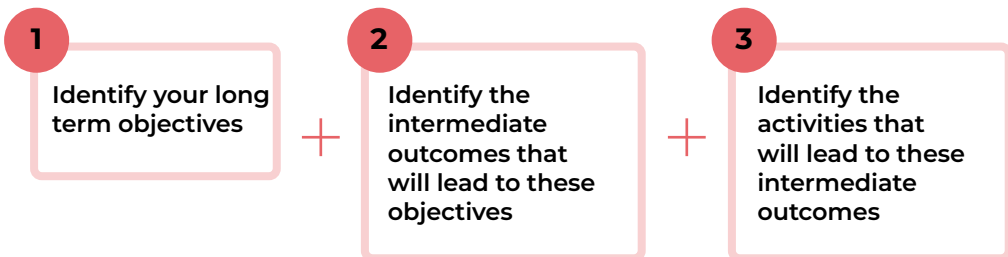 1
Identify your long
term objectives
2
Identify the
intermediate
outcomes that
will lead to these
objectives
3
Identify the
activities that
will lead to these
intermediate
outcomes